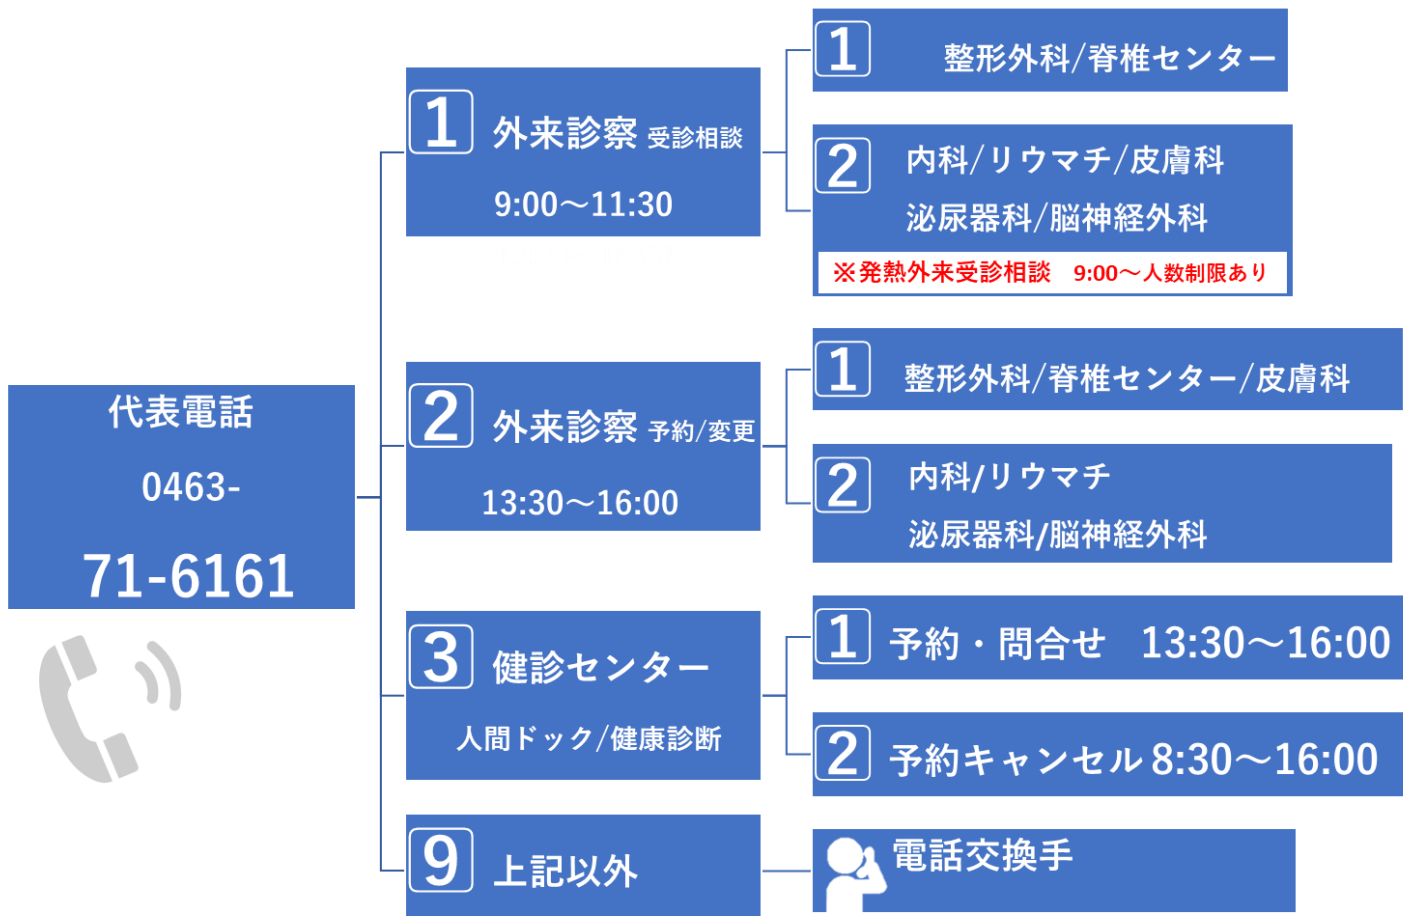 代表電話
0463-
71-6161
1 外来診察 受診相談
9:00～11:30
1 整形外科/脊椎センター
2 内科/リウマチ/皮膚科
泌尿器科/脳神経外科
※発熱外来受診相談 9:00～人数制限あり
2 外来診察 予約/変更
13:30～16:00
1 整形外科/脊椎センター/皮膚科
2 内科/リウマチ
泌尿器科/脳神経外科
3 健診センター
人間ドック/健康診断
1 予約・問合せ 13:30～16:00
2 予約キャンセル 8:30～16:00
9 上記以外
電話交換手